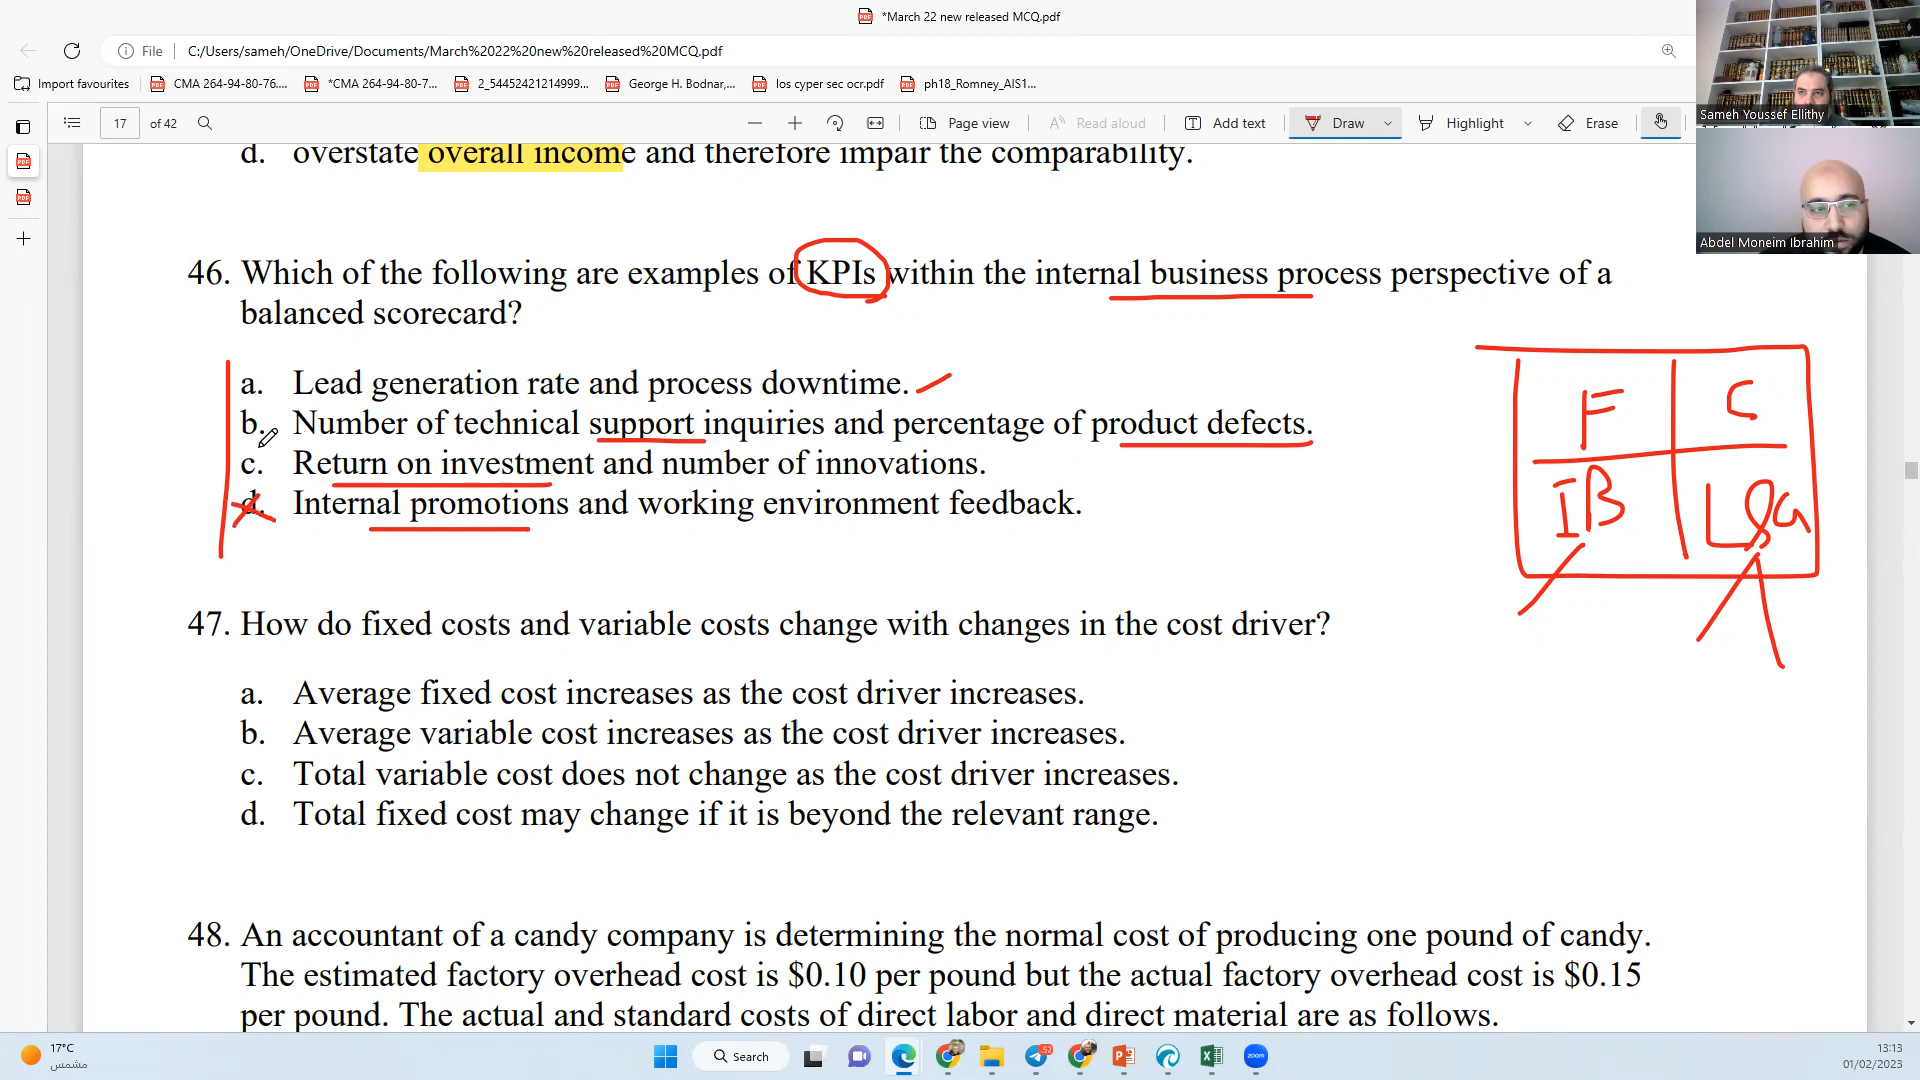 *March 22 new released MCQ.pdf
File
C:/Users/sameh/OneDrive/Documents/March%2022%20new%20released%20MCQ.pdf
Import favourites
CMA 264-94-80-76....
*CMA 264-94-80-7...
2_54452421214999...
George H. Bodnar,...
los cyper sec ocr.pdf
ph18_Romney_AIS1...
17 of 42
Page view
Read aloud
Add text
Draw
Highlight
Erase
Sameh Youssef Ellithy
Abdel Moneim Ibrahim
d. overstate overall income and therefore impair the comparability.
46. Which of the following are examples of KPIs within the internal business process perspective of a
balanced scorecard?
a. Lead generation rate and process downtime.
b. Number of technical support inquiries and percentage of product defects.
c. Return on investment and number of innovations.
d. Internal promotions and working environment feedback.
F C
IB L&G
47. How do fixed costs and variable costs change with changes in the cost driver?
a. Average fixed cost increases as the cost driver increases.
b. Average variable cost increases as the cost driver increases.
c. Total variable cost does not change as the cost driver increases.
d. Total fixed cost may change if it is beyond the relevant range.
48. An accountant of a candy company is determining the normal cost of producing one pound of candy.
The estimated factory overhead cost is $0.10 per pound but the actual factory overhead cost is $0.15
per pound. The actual and standard costs of direct labor and direct material are as follows.
17°C
مشمس
Search
52
zoom
13:13
01/02/2023